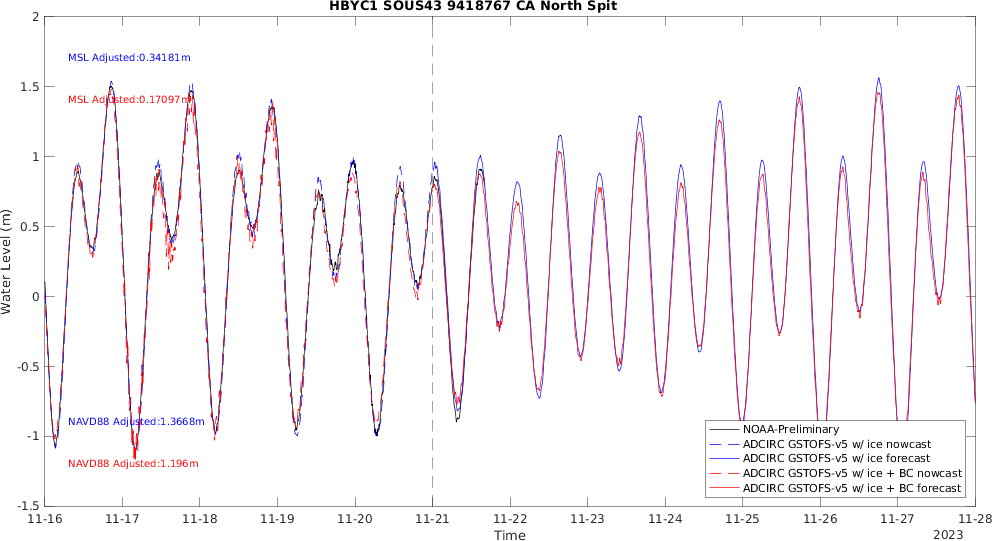 HBYC1 SOUS43 9418767 CA North Spit
2
1.5
1
0.5
0
-0.5
-1
-1.5
Water Level (m)
MSL Adjusted:0.34181m
MSL Adjusted:0.17097m
NAVD88 Adjusted:1.3668m
NAVD88 Adjusted:1.196m
NOAA-Preliminary
ADCIRC GSTOFS-v5 w/ ice nowcast
ADCIRC GSTOFS-v5 w/ ice forecast
ADCIRC GSTOFS-v5 w/ ice + BC nowcast
ADCIRC GSTOFS-v5 w/ ice + BC forecast
11-16 11-17 11-18 11-19 11-20 11-21 11-22 11-23 11-24 11-25 11-26 11-27 11-28
Time
2023